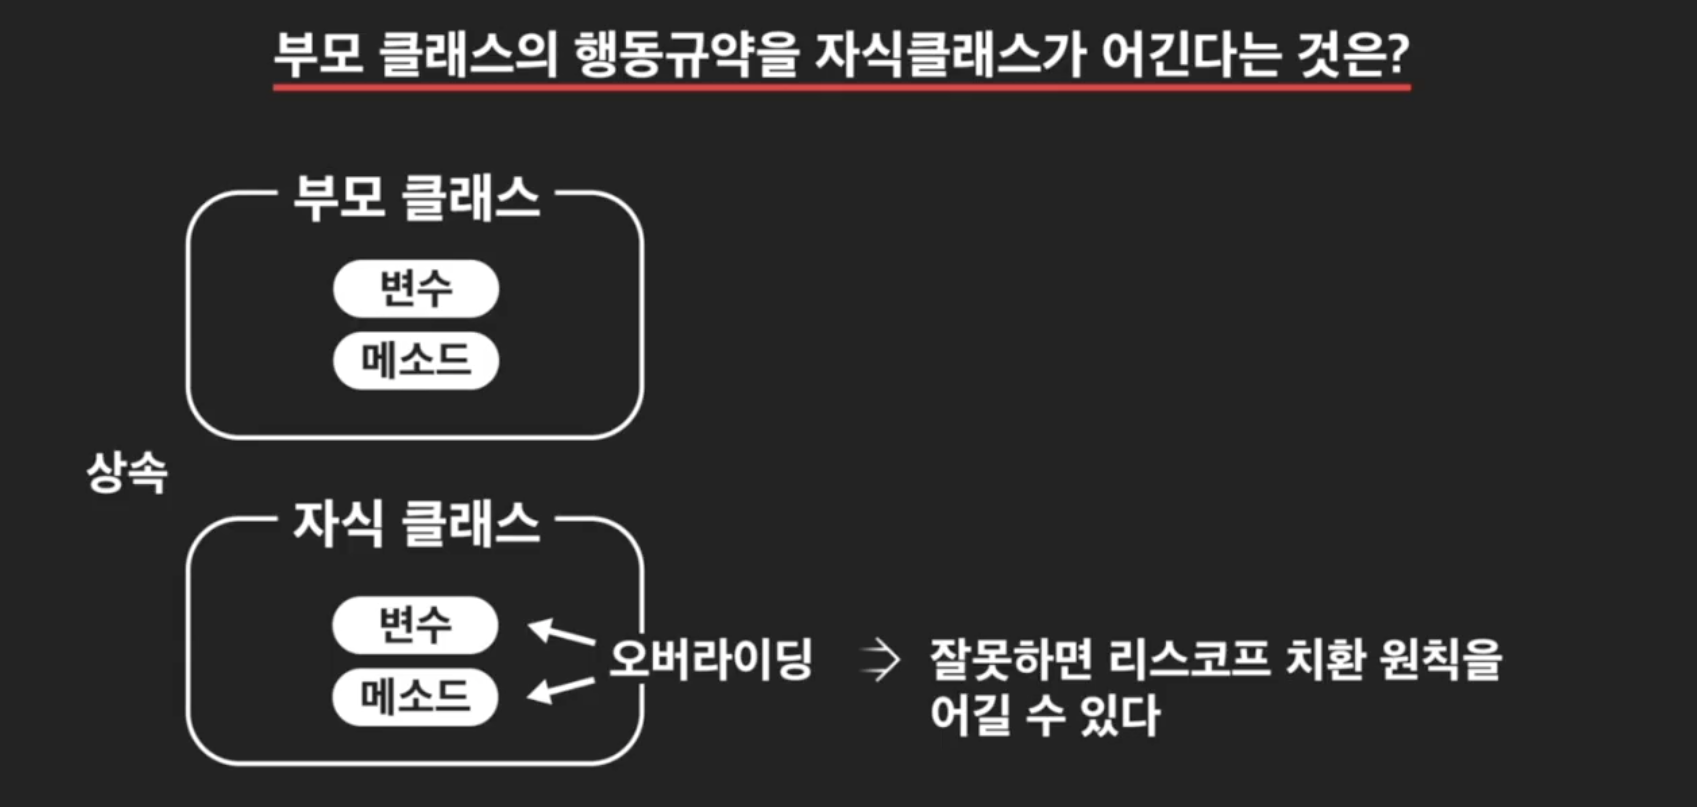 부모 클래스의 행동규약을 자식클래스가 어긴다는 것은?
부모 클래스
변수
메소드
상속
자식 클래스
변수
메소드
오버라이딩
잘못하면 리스코프 치환 원칙을
어길 수 있다